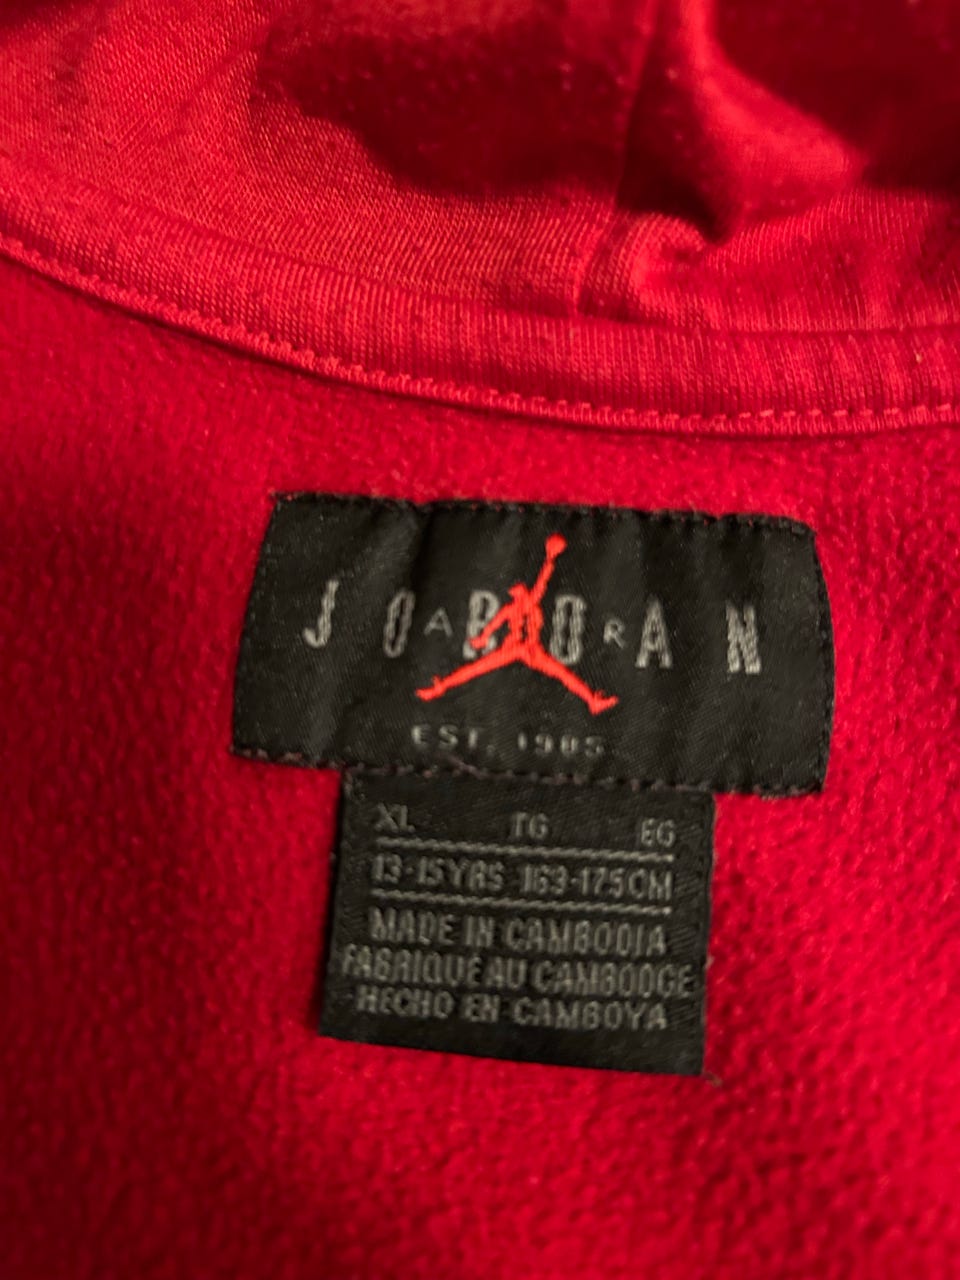 JORDAN
AIR
EST. 1985
XL TG EG
13-15YRS 163-175CM
MADE IN CAMBODIA
FABRIQUÉ AU CAMBODGE
HECHO EN CAMBOYA